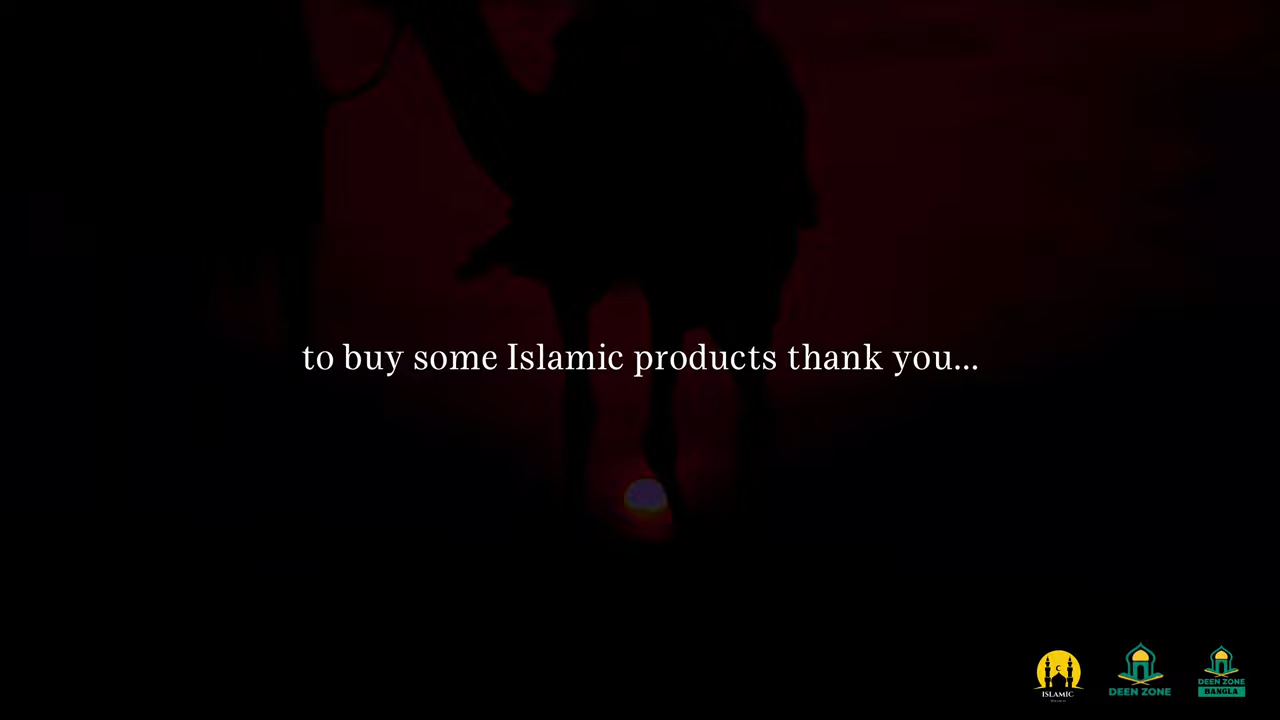 to buy some Islamic products thank you...
ISLAMIC
DEEN ZONE
DEEN ZONE
BANGLA